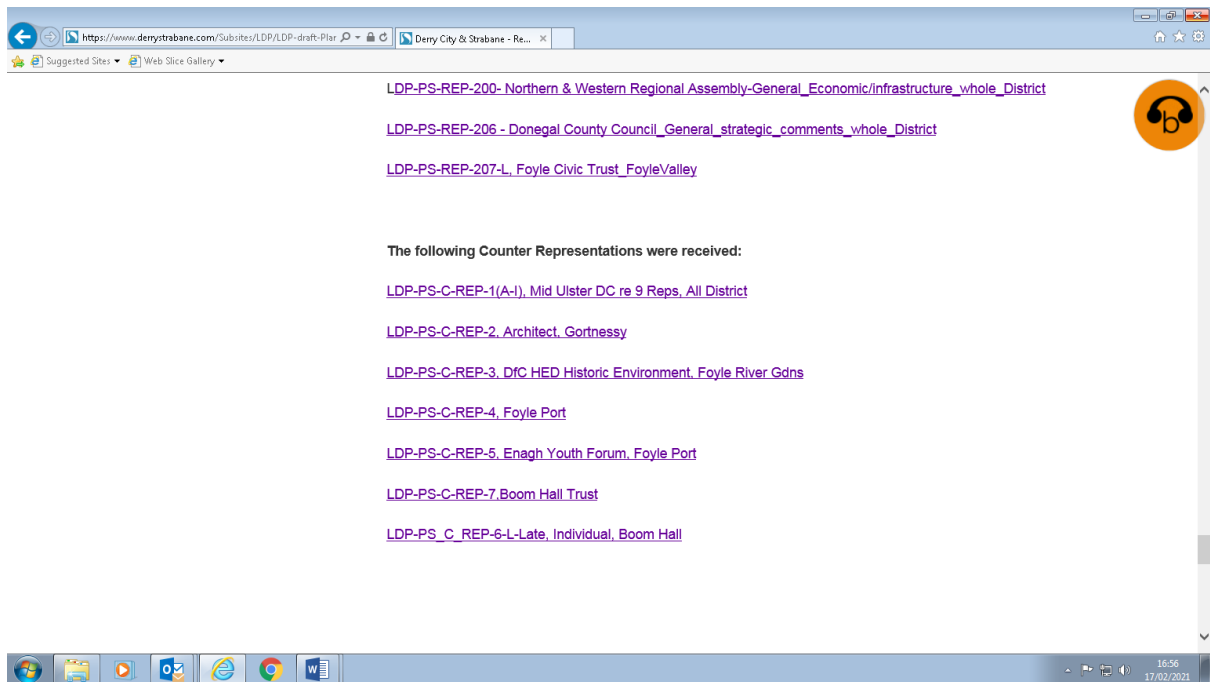 https://www.derrystrabane.com/Subsites/LDP/LDP-draft-Plar
Derry City & Strabane - Re...
Suggested Sites
Web Slice Gallery
LDP-PS-REP-200- Northern & Western Regional Assembly-General_Economic/infrastructure_whole_District
LDP-PS-REP-206 - Donegal County Council_General_strategic_comments_whole_District
LDP-PS-REP-207-L, Foyle Civic Trust_FoyleValley
The following Counter Representations were received:
LDP-PS-C-REP-1(A-I), Mid Ulster DC re 9 Reps, All District
LDP-PS-C-REP-2, Architect, Gortnessy
LDP-PS-C-REP-3, DfC HED Historic Environment, Foyle River Gdns
LDP-PS-C-REP-4, Foyle Port
LDP-PS-C-REP-5, Enagh Youth Forum, Foyle Port
LDP-PS-C-REP-7,Boom Hall Trust
LDP-PS_C_REP-6-L-Late, Individual, Boom Hall
b
16:56
17/02/2021